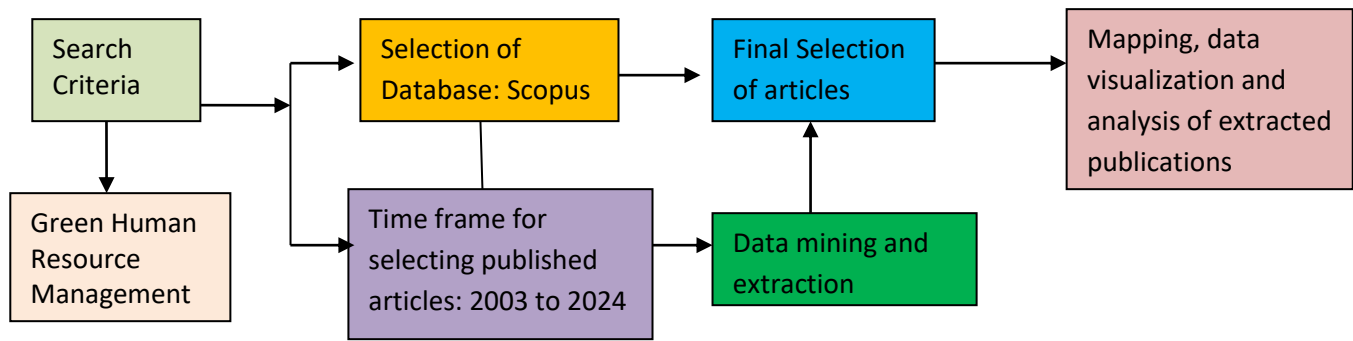 Search
Criteria
Selection of
Database: Scopus
Final Selection
of articles
Mapping, data
visualization and
analysis of extracted
publications
Green Human
Resource
Management
Time frame for
selecting published
articles: 2003 to 2024
Data mining and
extraction